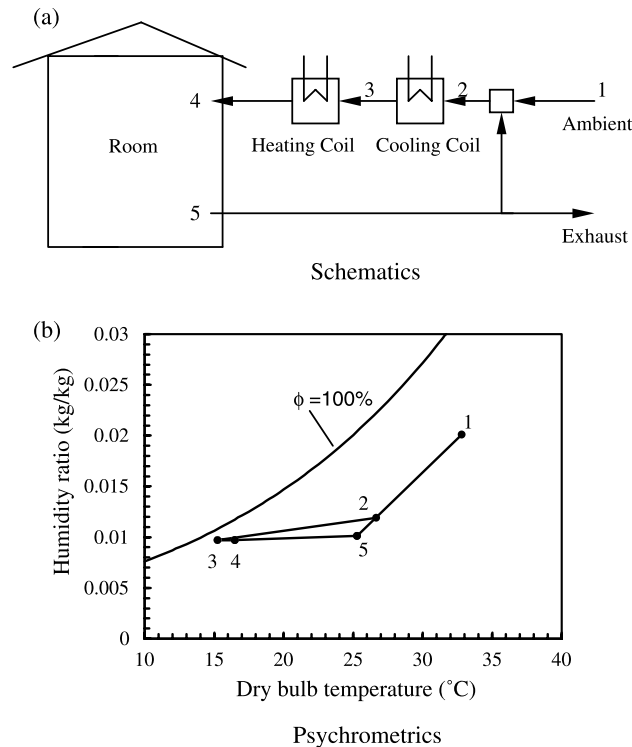 (a)
4
3
2
1
Room
Heating Coil
Cooling Coil
Ambient
5
Exhaust
Schematics
(b)
0.03
0.025
0.02
0.015
0.01
0.005
0
Humidity ratio (kg/kg)
ϕ =100%
1
2
5
3
4
10
15
20
25
30
35
40
Dry bulb temperature (˚C)
Psychrometrics